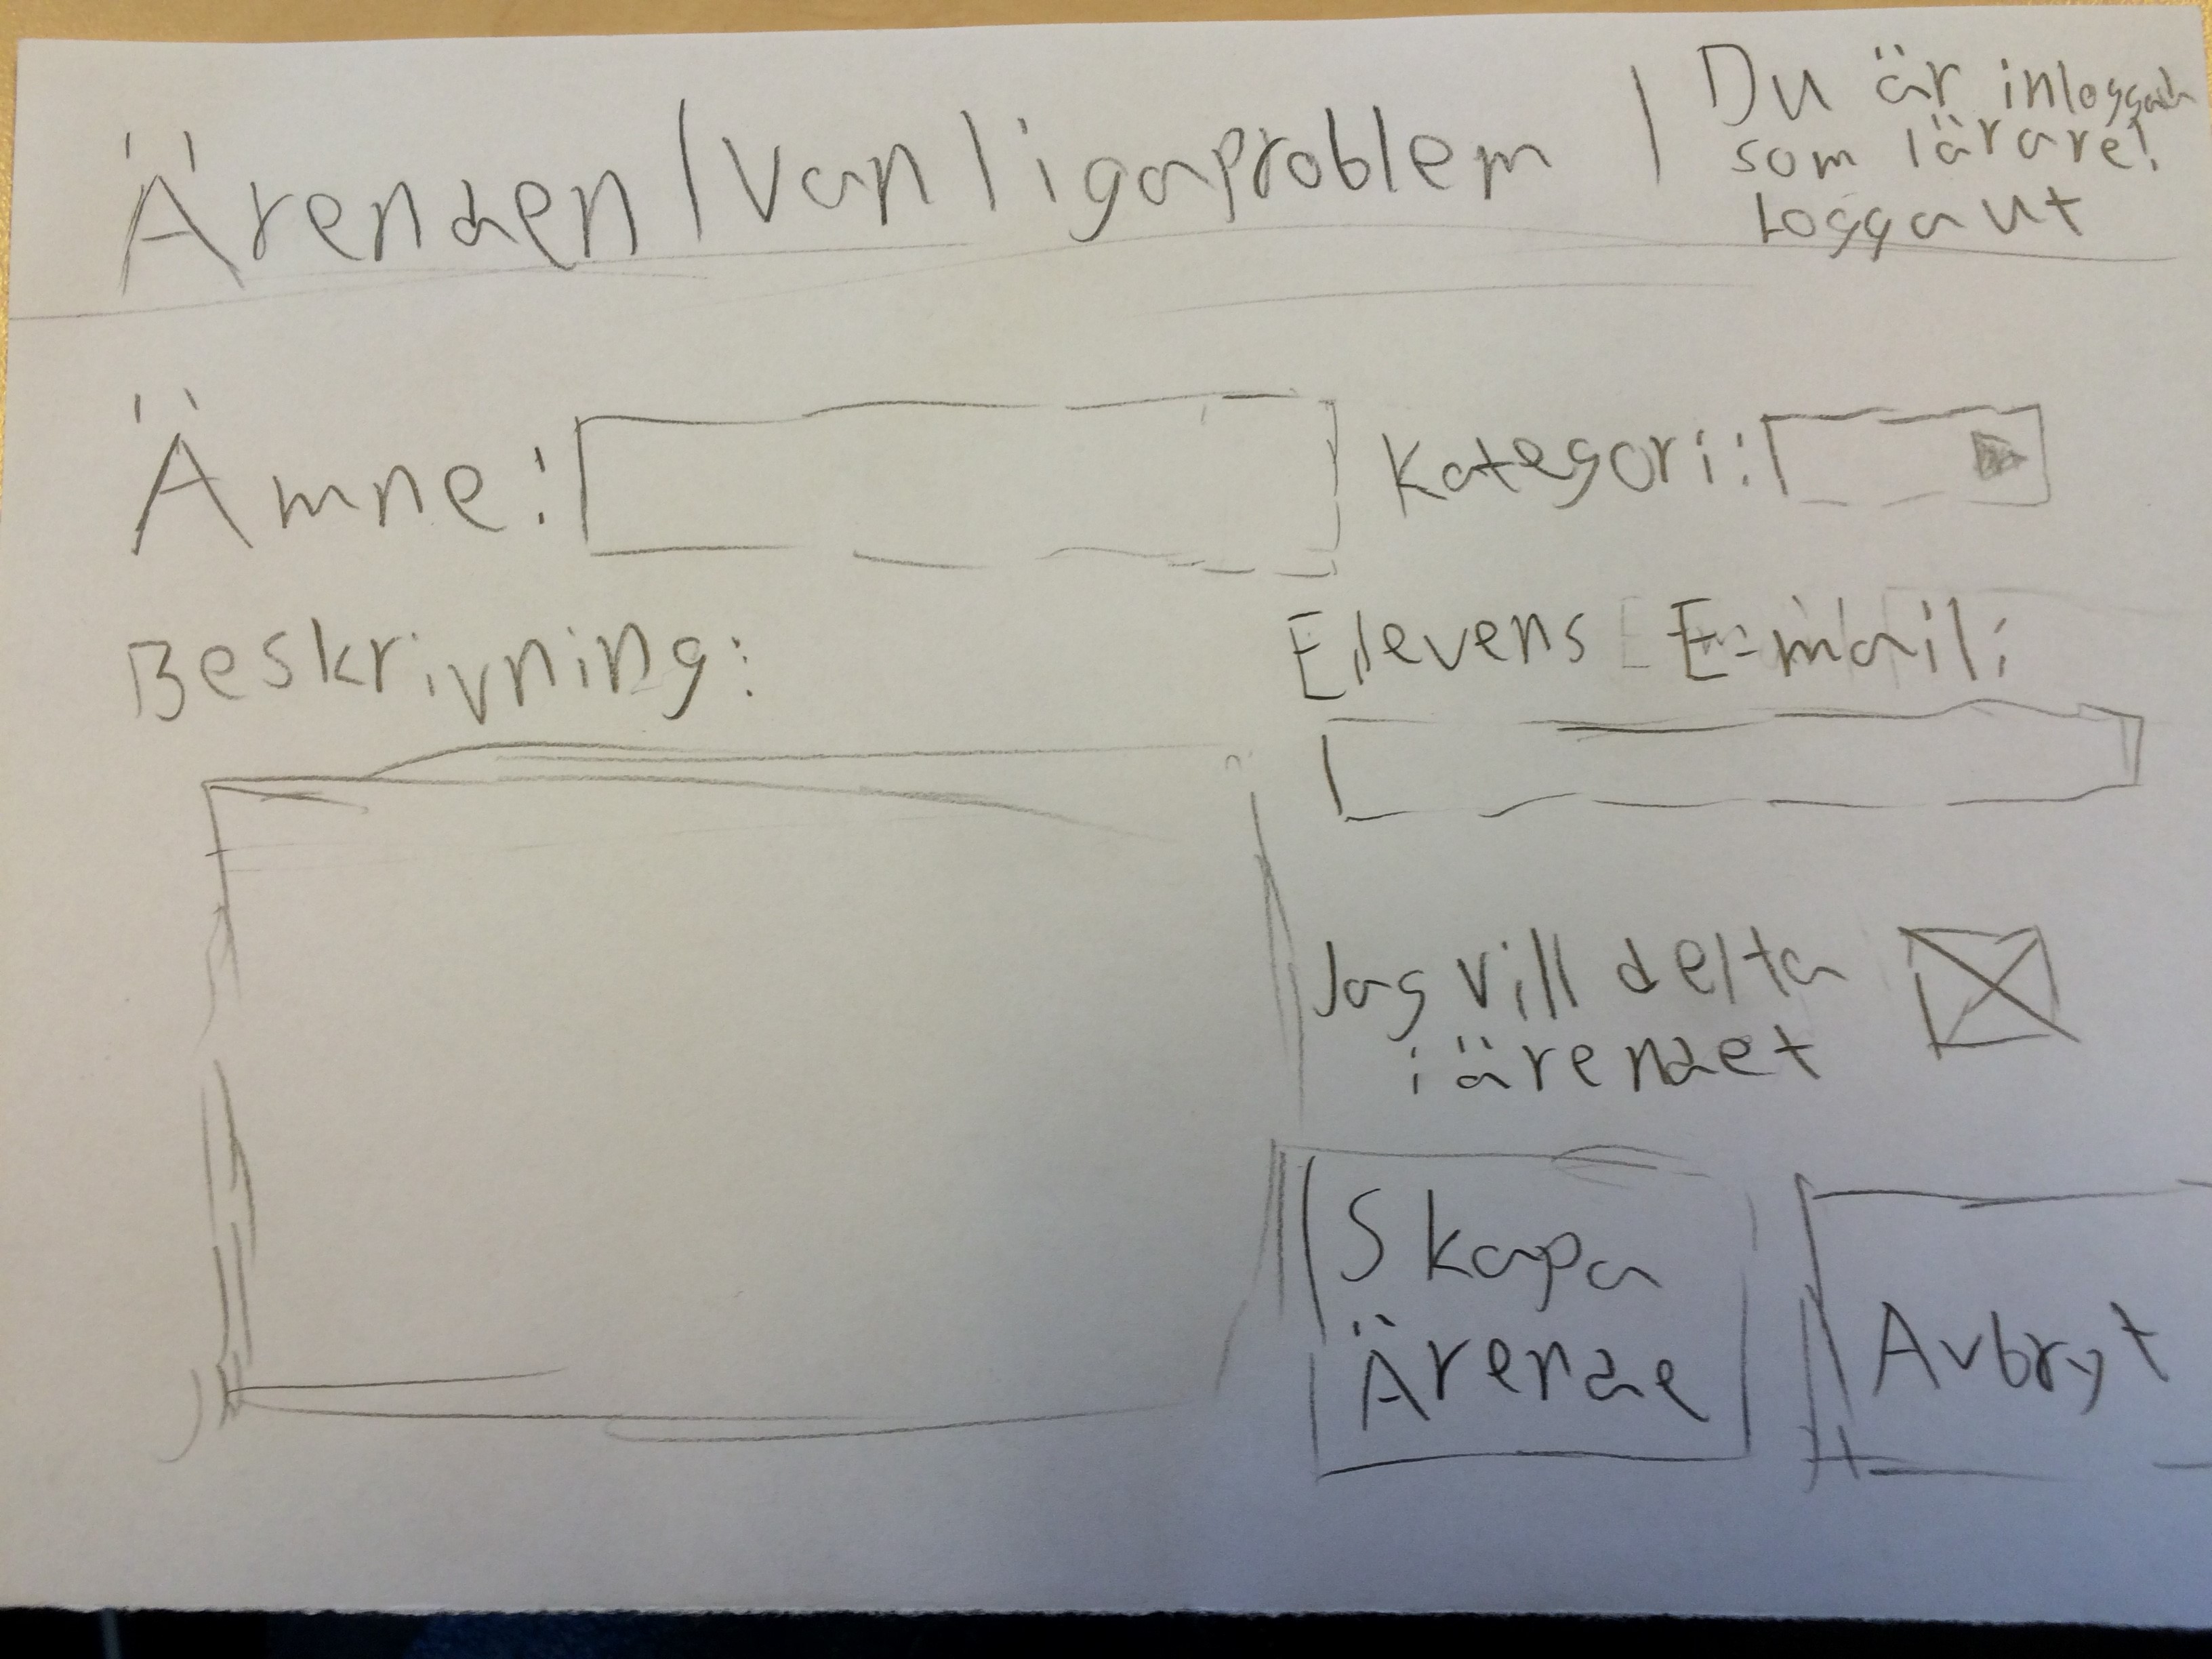 Ärenden | Vanligaproblem | Du är inloggad
som lärare!
Logga ut
Ämne: Kategori:
Beskrivning: Elevens E-mail:
Jag vill delta
i ärendet
Skapa
Ärende
Avbryt